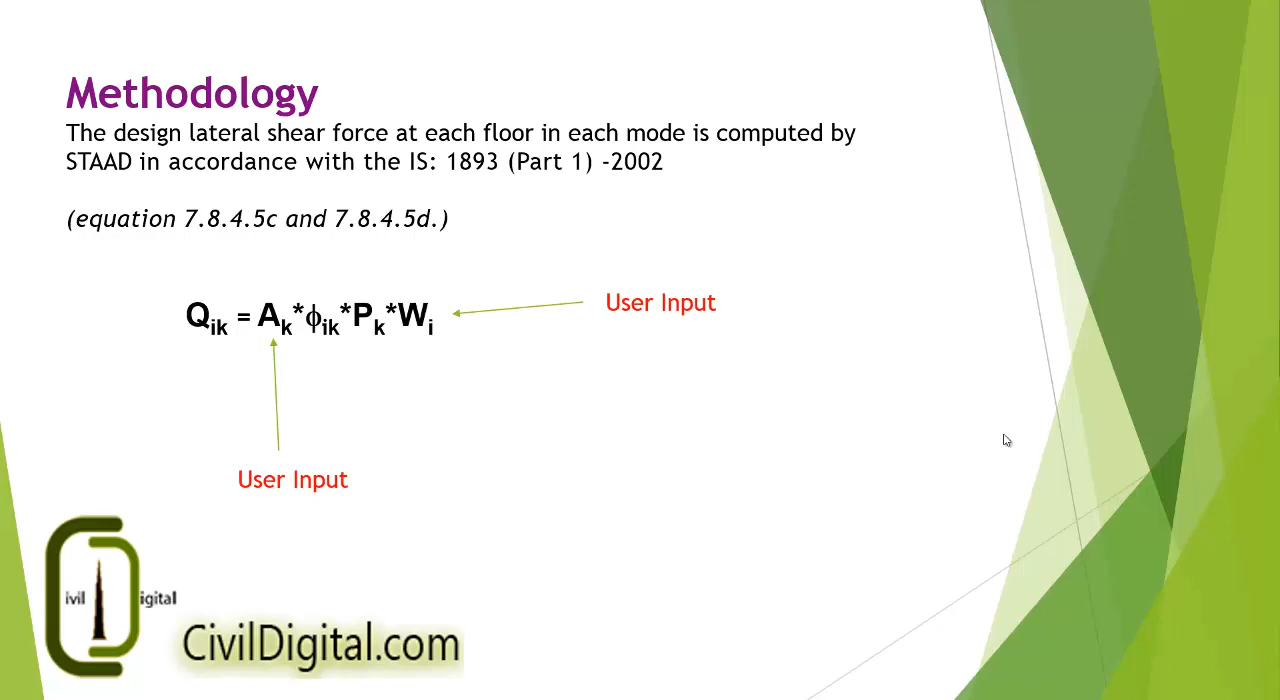 Methodology
The design lateral shear force at each floor in each mode is computed by
STAAD in accordance with the IS: 1893 (Part 1) -2002
(equation 7.8.4.5c and 7.8.4.5d.)
Qik = Ak*ϕik*Pk*Wi
User Input
User Input
ivil igital
CivilDigital.com